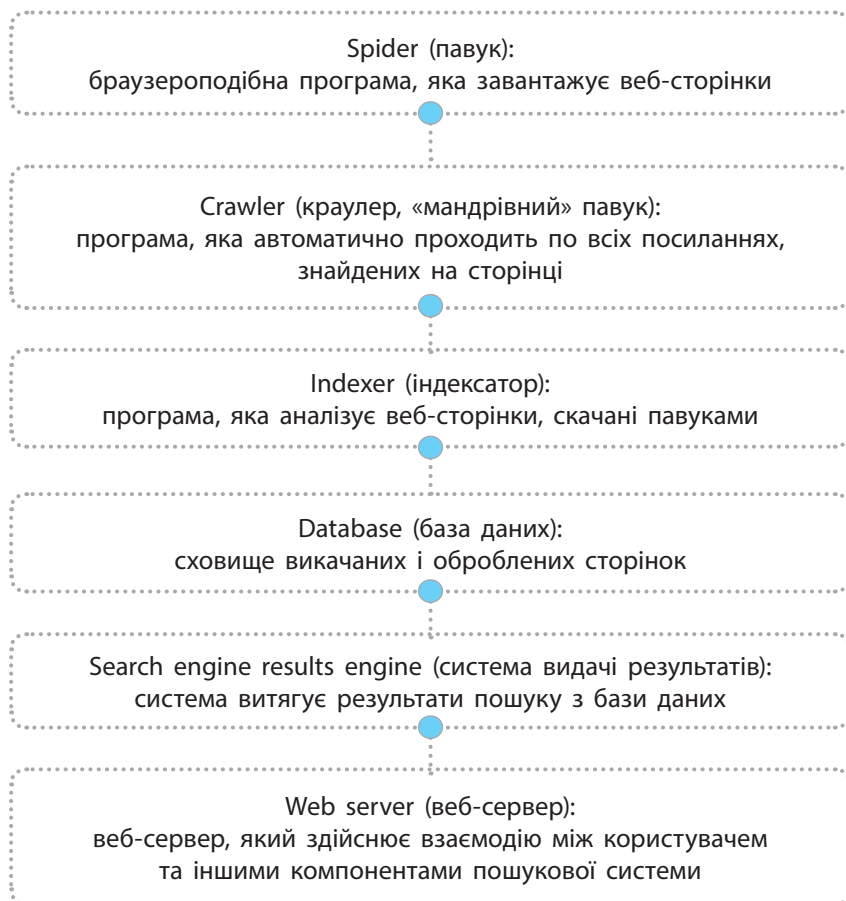 Spider (павук):
браузероподібна програма, яка завантажує веб-сторінки
Crawler (краулер, «мандрівний» павук):
програма, яка автоматично проходить по всіх посиланнях,
знайдених на сторінці
Indexer (індексатор):
програма, яка аналізує веб-сторінки, скачані павуками
Database (база даних):
сховище викачаних і оброблених сторінок
Search engine results engine (система видачі результатів):
система витягує результати пошуку з бази даних
Web server (веб-сервер):
веб-сервер, який здійснює взаємодію між користувачем
та іншими компонентами пошукової системи